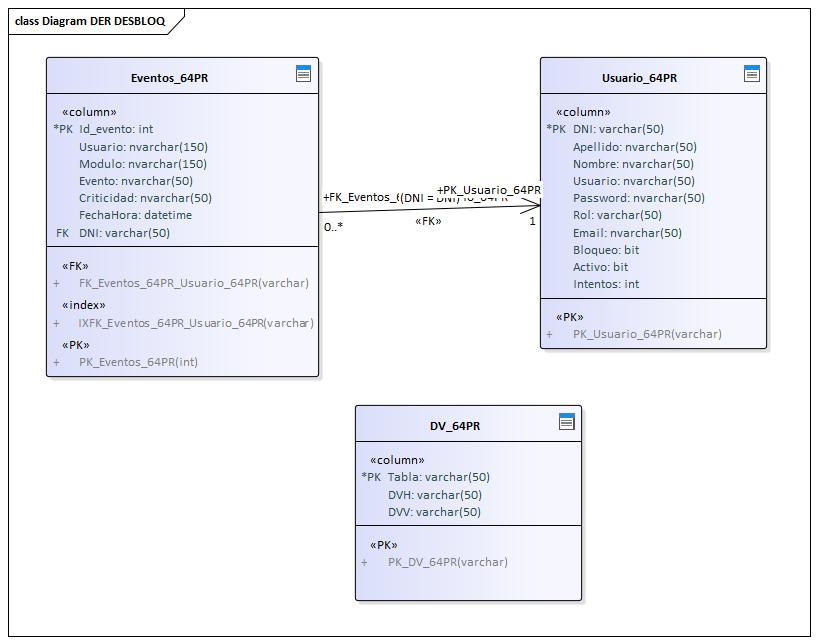 class Diagram DER DESBLOQ
Eventos_64PR
«column»
*PK Id_evento: int
Usuario: nvarchar(150)
Modulo: nvarchar(150)
Evento: nvarchar(50)
Criticidad: nvarchar(50)
FechaHora: datetime
FK DNI: varchar(50)
«FK»
+ FK_Eventos_64PR_Usuario_64PR(varchar)
«index»
+ IXFK_Eventos_64PR_Usuario_64PR(varchar)
«PK»
+ PK_Eventos_64PR(int)
+PK_Usuario_64PR
+FK_Eventos_ (DNI = DNI)
0..* «FK» 1
Usuario_64PR
«column»
*PK DNI: varchar(50)
Apellido: nvarchar(50)
Nombre: nvarchar(50)
Usuario: nvarchar(50)
Password: nvarchar(50)
Rol: varchar(50)
Email: nvarchar(50)
Bloqueo: bit
Activo: bit
Intentos: int
«PK»
+ PK_Usuario_64PR(varchar)
DV_64PR
«column»
*PK Tabla: varchar(50)
DVH: varchar(50)
DVV: varchar(50)
«PK»
+ PK_DV_64PR(varchar)